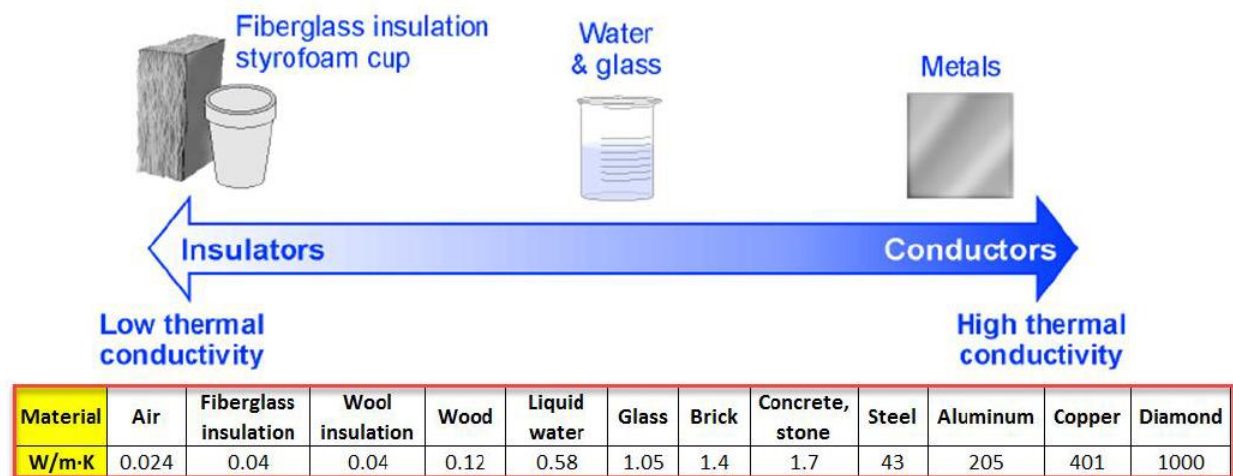 Fiberglass insulation
styrofoam cup
Water
& glass
Metals
Insulators
Conductors
Low thermal
conductivity
High thermal
conductivity
Material Air Fiberglass insulation Wool insulation Wood Liquid water Glass Brick Concrete, stone Steel Aluminum Copper Diamond
W/m·K 0.024 0.04 0.04 0.12 0.58 1.05 1.4 1.7 43 205 401 1000